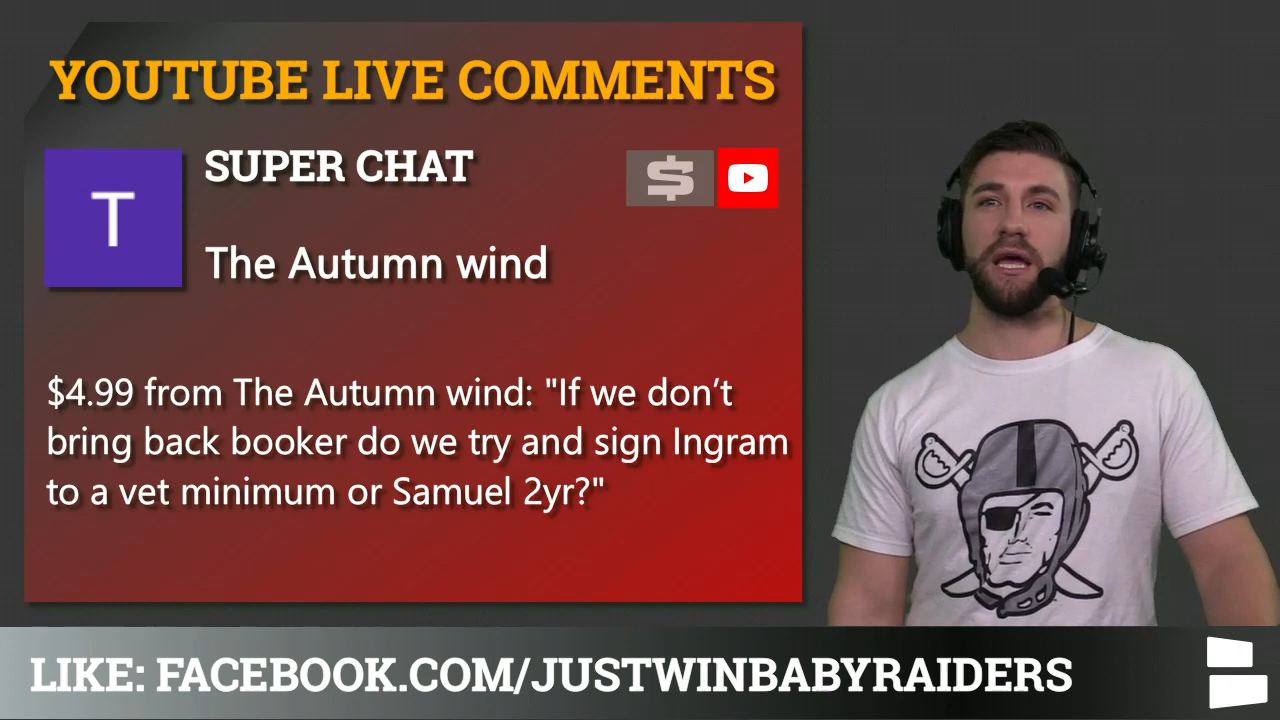 YOUTUBE LIVE COMMENTS
T
SUPER CHAT
$
The Autumn wind
$4.99 from The Autumn wind: "If we don’t
bring back booker do we try and sign Ingram
to a vet minimum or Samuel 2yr?"
LIKE: FACEBOOK.COM/JUSTWINBABYRAIDERS